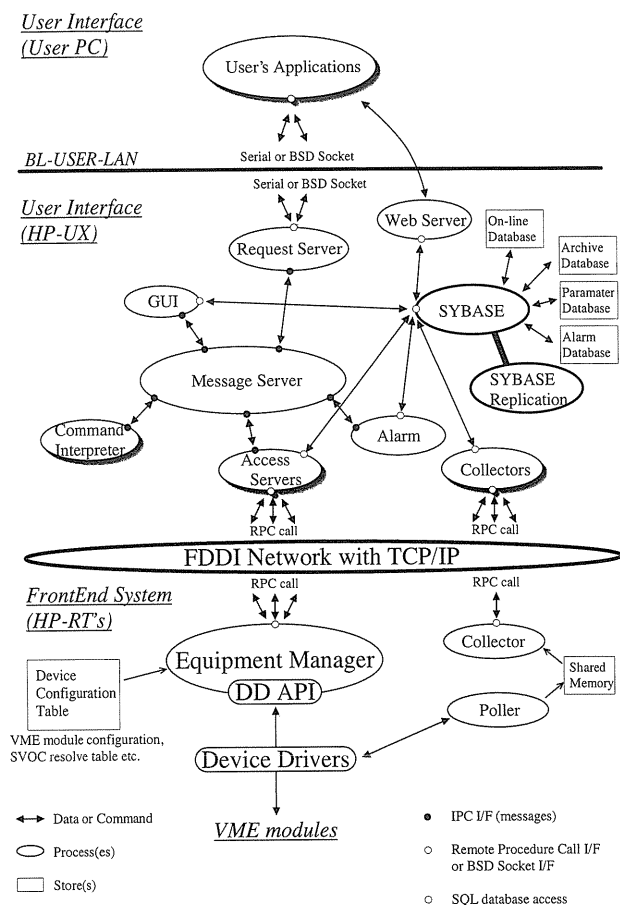 User Interface
(User PC)
User's Applications
BL-USER-LAN
Serial or BSD Socket
Serial or BSD Socket
User Interface
(HP-UX)
Web Server
On-line
Database
Request Server
Archive
Database
GUI
SYBASE
Paramater
Database
Alarm
Database
Message Server
SYBASE
Replication
Command
Interpreter
Alarm
Access
Servers
Collectors
RPC call
RPC call
FDDI Network with TCP/IP
RPC call
RPC call
FrontEnd System
(HP-RT's)
Collector
Equipment Manager
Device
Configuration
Table
Shared
Memory
DD API
Poller
VME module configuration,
SVOC resolve table etc.
Device Drivers
Data or Command
VME modules
IPC I/F (messages)
Process(es)
Remote Procedure Call I/F
or BSD Socket I/F
Store(s)
SQL database access